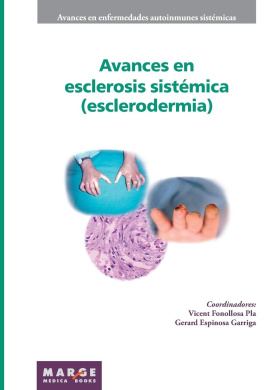 Avances en enfermedades autoinmunes sistémicas
Avances en
esclerosis sistémica
(esclerodermia)
Coordinadores:
Vicent Fonollosa Pla
Gerard Espinosa Garriga
MARGE
MEDICA BOOKS